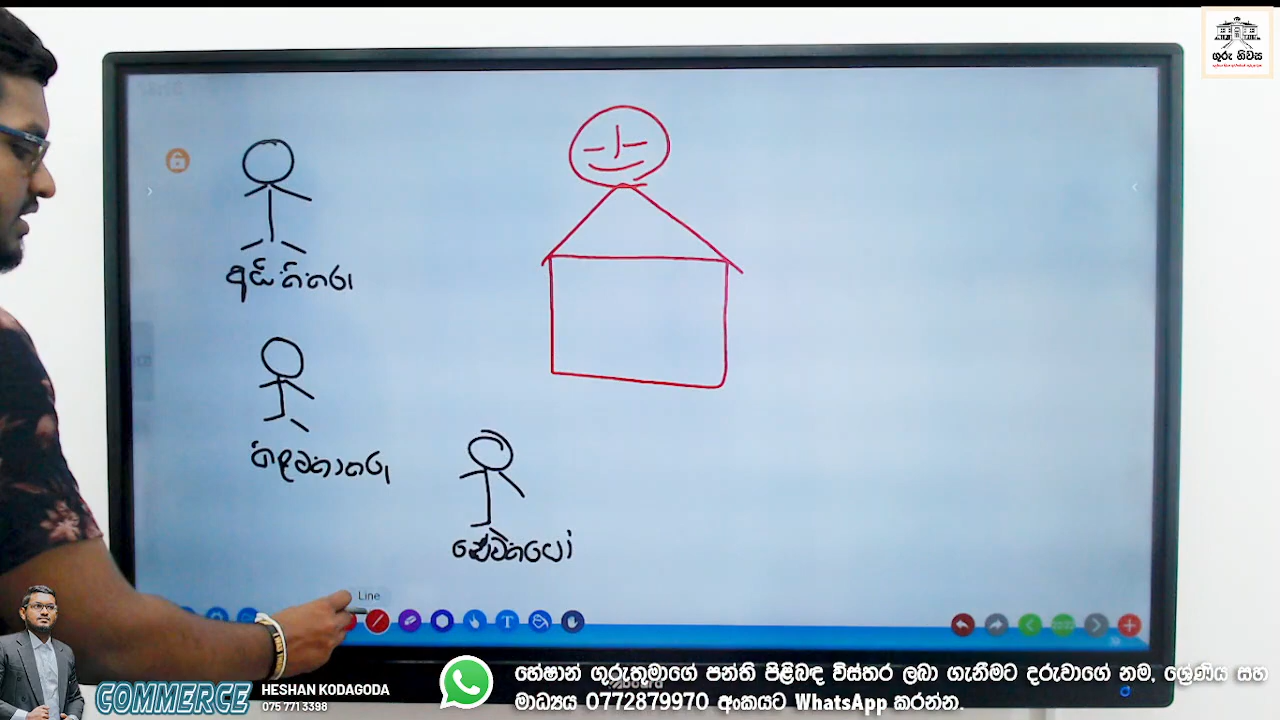 ගුරු නිවස
අයිතිකරු
කළමනාකරු
සේවකයෝ
Line
COMMERCE
HESHAN KODAGODA
075 771 3398
හේෂාන් ගුරුතුමාගේ පන්ති පිළිබඳ විස්තර ලබා ගැනීමට දරුවාගේ නම, ශ්‍රේණිය සහ
මාධ්‍යය 0772879970 අංකයට WhatsApp කරන්න.